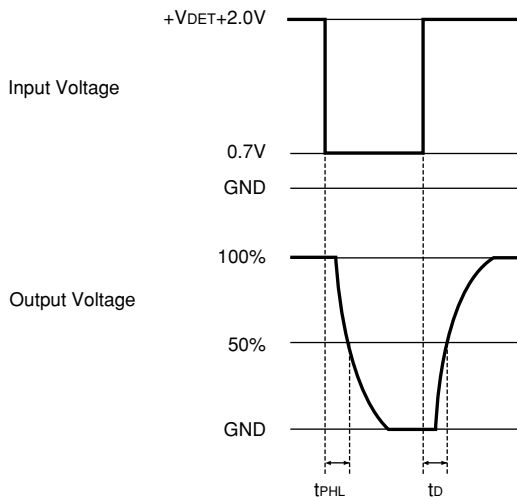 +VDET+2.0V
Input Voltage
0.7V
GND
100%
Output Voltage
50%
GND
tPHL
tD